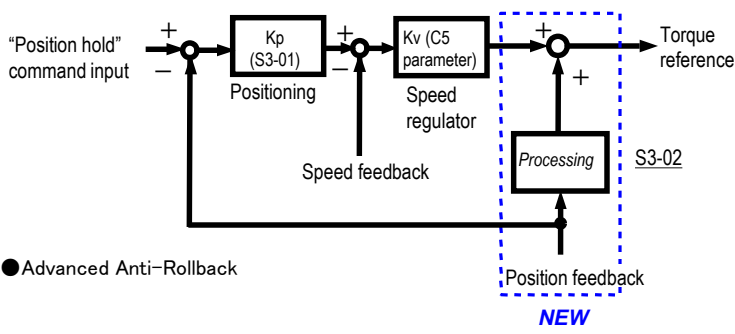 “Position hold”
command input
+
−
Kp
(S3-01)
Positioning
+
−
Kv (C5
parameter)
Speed
regulator
+
+
Torque
reference
Speed feedback
Processing
S3-02
●Advanced Anti-Rollback
Position feedback
NEW